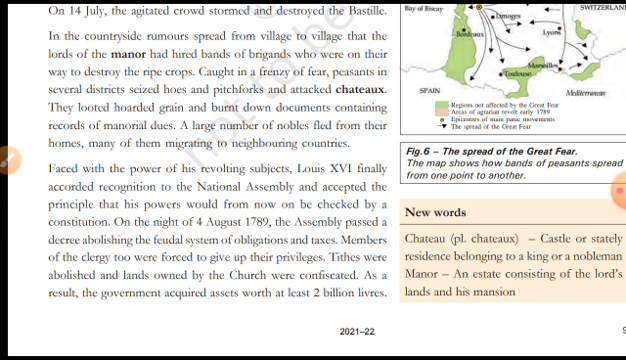 On 14 July, the agitated crowd stormed and destroyed the Bastille.
In the countryside rumours spread from village to village that the
lords of the manor had hired bands of brigands who were on their
way to destroy the ripe crops. Caught in a frenzy of fear, peasants in
several districts seized hoes and pitchforks and attacked chateaux.
They looted hoarded grain and burnt down documents containing
records of manorial dues. A large number of nobles fled from their
homes, many of them migrating to neighbouring countries.
Faced with the power of his revolting subjects, Louis XVI finally
accorded recognition to the National Assembly and accepted the
principle that his powers would from now on be checked by a
constitution. On the night of 4 August 1789, the Assembly passed a
decree abolishing the feudal system of obligations and taxes. Members
of the clergy too were forced to give up their privileges. Tithes were
abolished and lands owned by the Church were confiscated. As a
result, the government acquired assets worth at least 2 billion livres.
Bay of Biscay
SWITZERLAN
Limoges
Bordeaux
Lyons
Marseilles
Toulouse
SPAIN
Mediterranean
Regions not affected by the Great Fear
Areas of agrarian revolt early 1789
Epicentres of main panic movements
The spread of the Great Fear
Fig.6 – The spread of the Great Fear.
The map shows how bands of peasants spread
from one point to another.
New words
Chateau (pl. chateaux) – Castle or stately
residence belonging to a king or a nobleman
Manor – An estate consisting of the lord's
lands and his mansion
2021–22
not to be